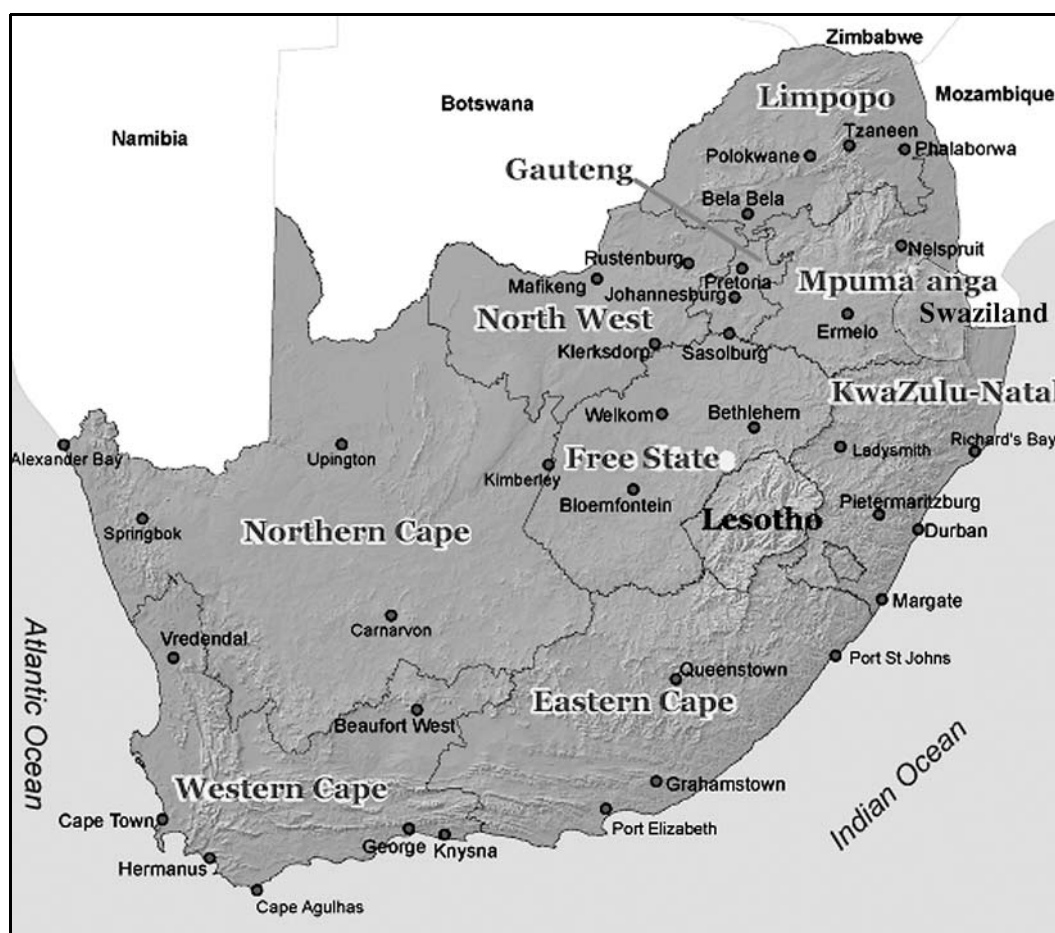 Zimbabwe
Botswana
Mozambique
Namibia
Limpopo
Tzaneen
Polokwane
Phalaborwa
Gauteng
Bela Bela
Nelspruit
Rustenburg
Mafikeng
Pretoria
Mpuma anga
Johannesburg
Swaziland
North West
Ermelo
Klerksdorp
Sasolburg
KwaZulu-Natal
Welkom
Bethlehem
Alexander Bay
Upington
Kimberley
Free State
Ladysmith
Richard's Bay
Bloemfontein
Pietermaritzburg
Springbok
Northern Cape
Lesotho
Durban
Margate
Atlantic Ocean
Vredendal
Carnarvon
Port St Johns
Queenstown
Eastern Cape
Beaufort West
Indian Ocean
Western Cape
Grahamstown
Cape Town
Port Elizabeth
George
Knysna
Hermanus
Cape Agulhas